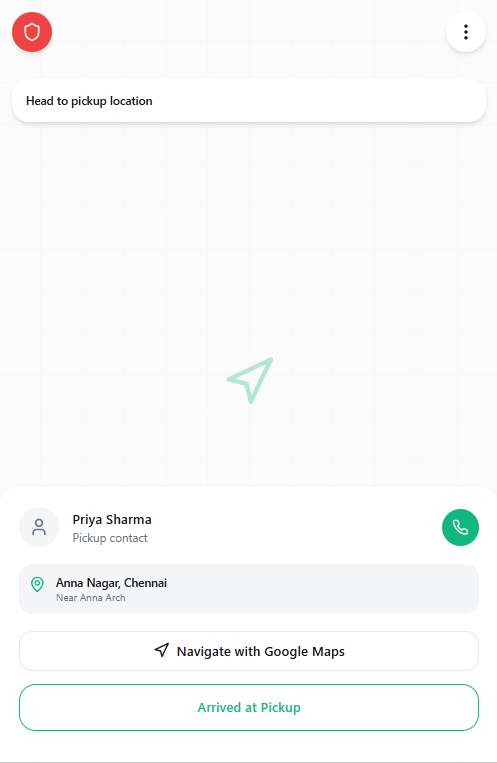 Head to pickup location
Priya Sharma
Pickup contact
Anna Nagar, Chennai
Near Anna Arch
Navigate with Google Maps
Arrived at Pickup